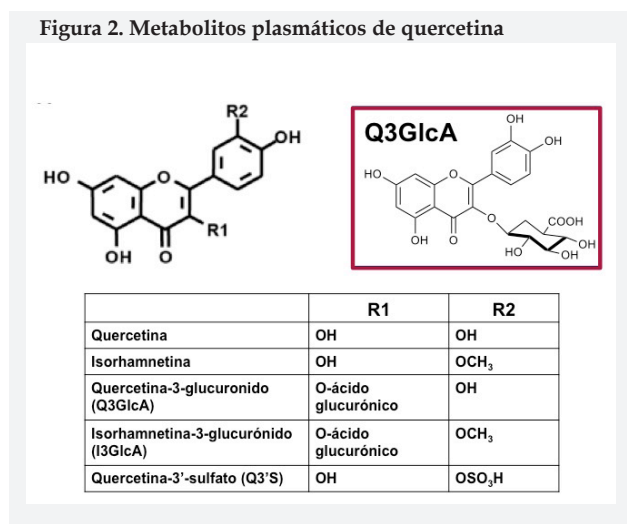 Figura 2. Metabolitos plasmáticos de quercetina
R2
OH
HO
O
R1
OH
O
Q3GlcA
OH
OH
HO
O
O
COOH
OH
O
HO
OH
OH
R1 R2
Quercetina OH OH
Isorhamnetina OH OCH₃
Quercetina-3-glucuronido O-ácido OH
(Q3GlcA) glucurónico
Isorhamnetina-3-glucurónido O-ácido OCH₃
(I3GlcA) glucurónico
Quercetina-3’-sulfato (Q3’S) OH OSO₃H